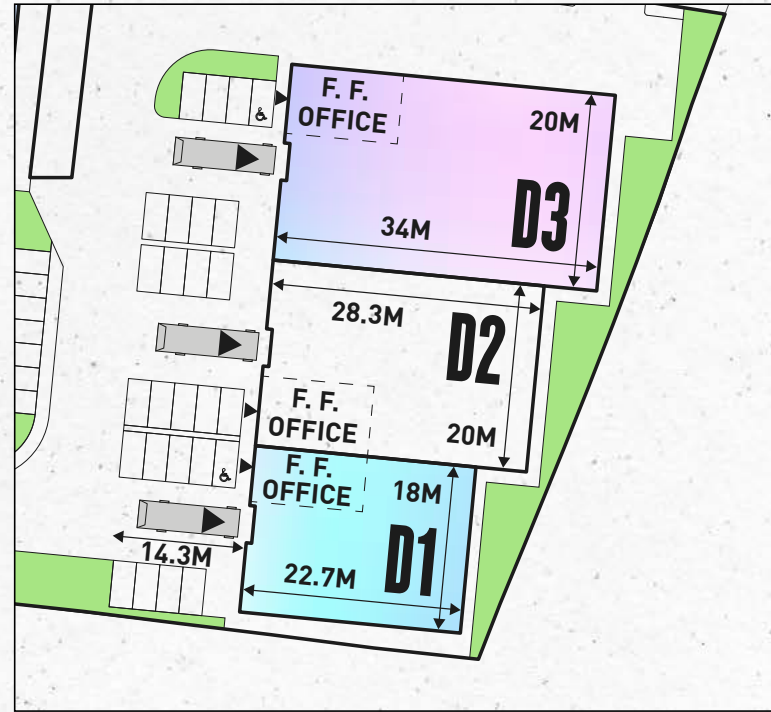 F. F.
OFFICE
20M
D3
34M
28.3M
D2
F. F.
OFFICE
20M
F. F.
OFFICE
18M
D1
14.3M
22.7M